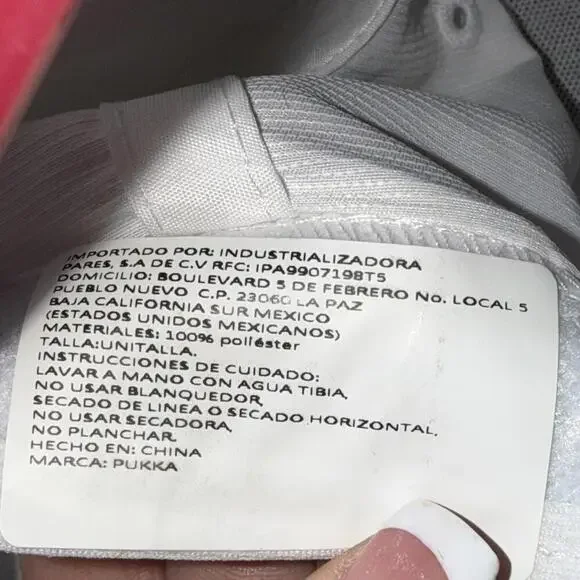 IMPORTADO POR: INDUSTRIALIZADORA
PARES, S.A DE C.V RFC: IPA9907198T5
DOMICILIO: BOULEVARD 5 DE FEBRERO No. LOCAL 5
PUEBLO NUEVO C.P. 23060 LA PAZ
BAJA CALIFORNIA SUR MEXICO
(ESTADOS UNIDOS MEXICANOS)
MATERIALES: 100% poliéster
TALLA:UNITALLA.
INSTRUCCIONES DE CUIDADO:
LAVAR A MANO CON AGUA TIBIA,
NO USAR BLANQUEDOR,
SECADO DE LINEA O SECADO HORIZONTAL,
NO USAR SECADORA,
NO PLANCHAR.
HECHO EN: CHINA
MARCA: PUKKA